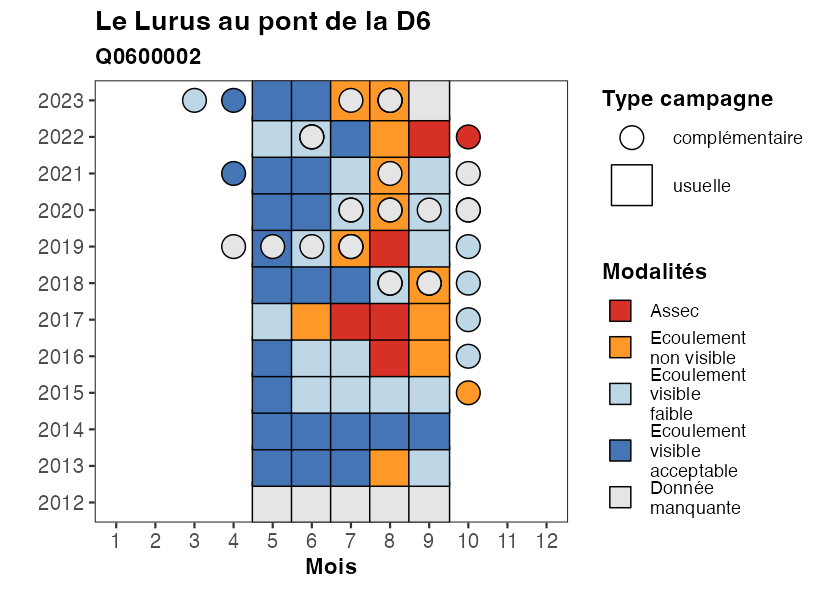 Le Lurus au pont de la D6
Q0600002
2023
2022
2021
2020
2019
2018
2017
2016
2015
2014
2013
2012
1 2 3 4 5 6 7 8 9 10 11 12
Mois
Type campagne
complémentaire
usuelle
Modalités
Assec
Ecoulement
non visible
Ecoulement
visible
faible
Ecoulement
visible
acceptable
Donnée
manquante